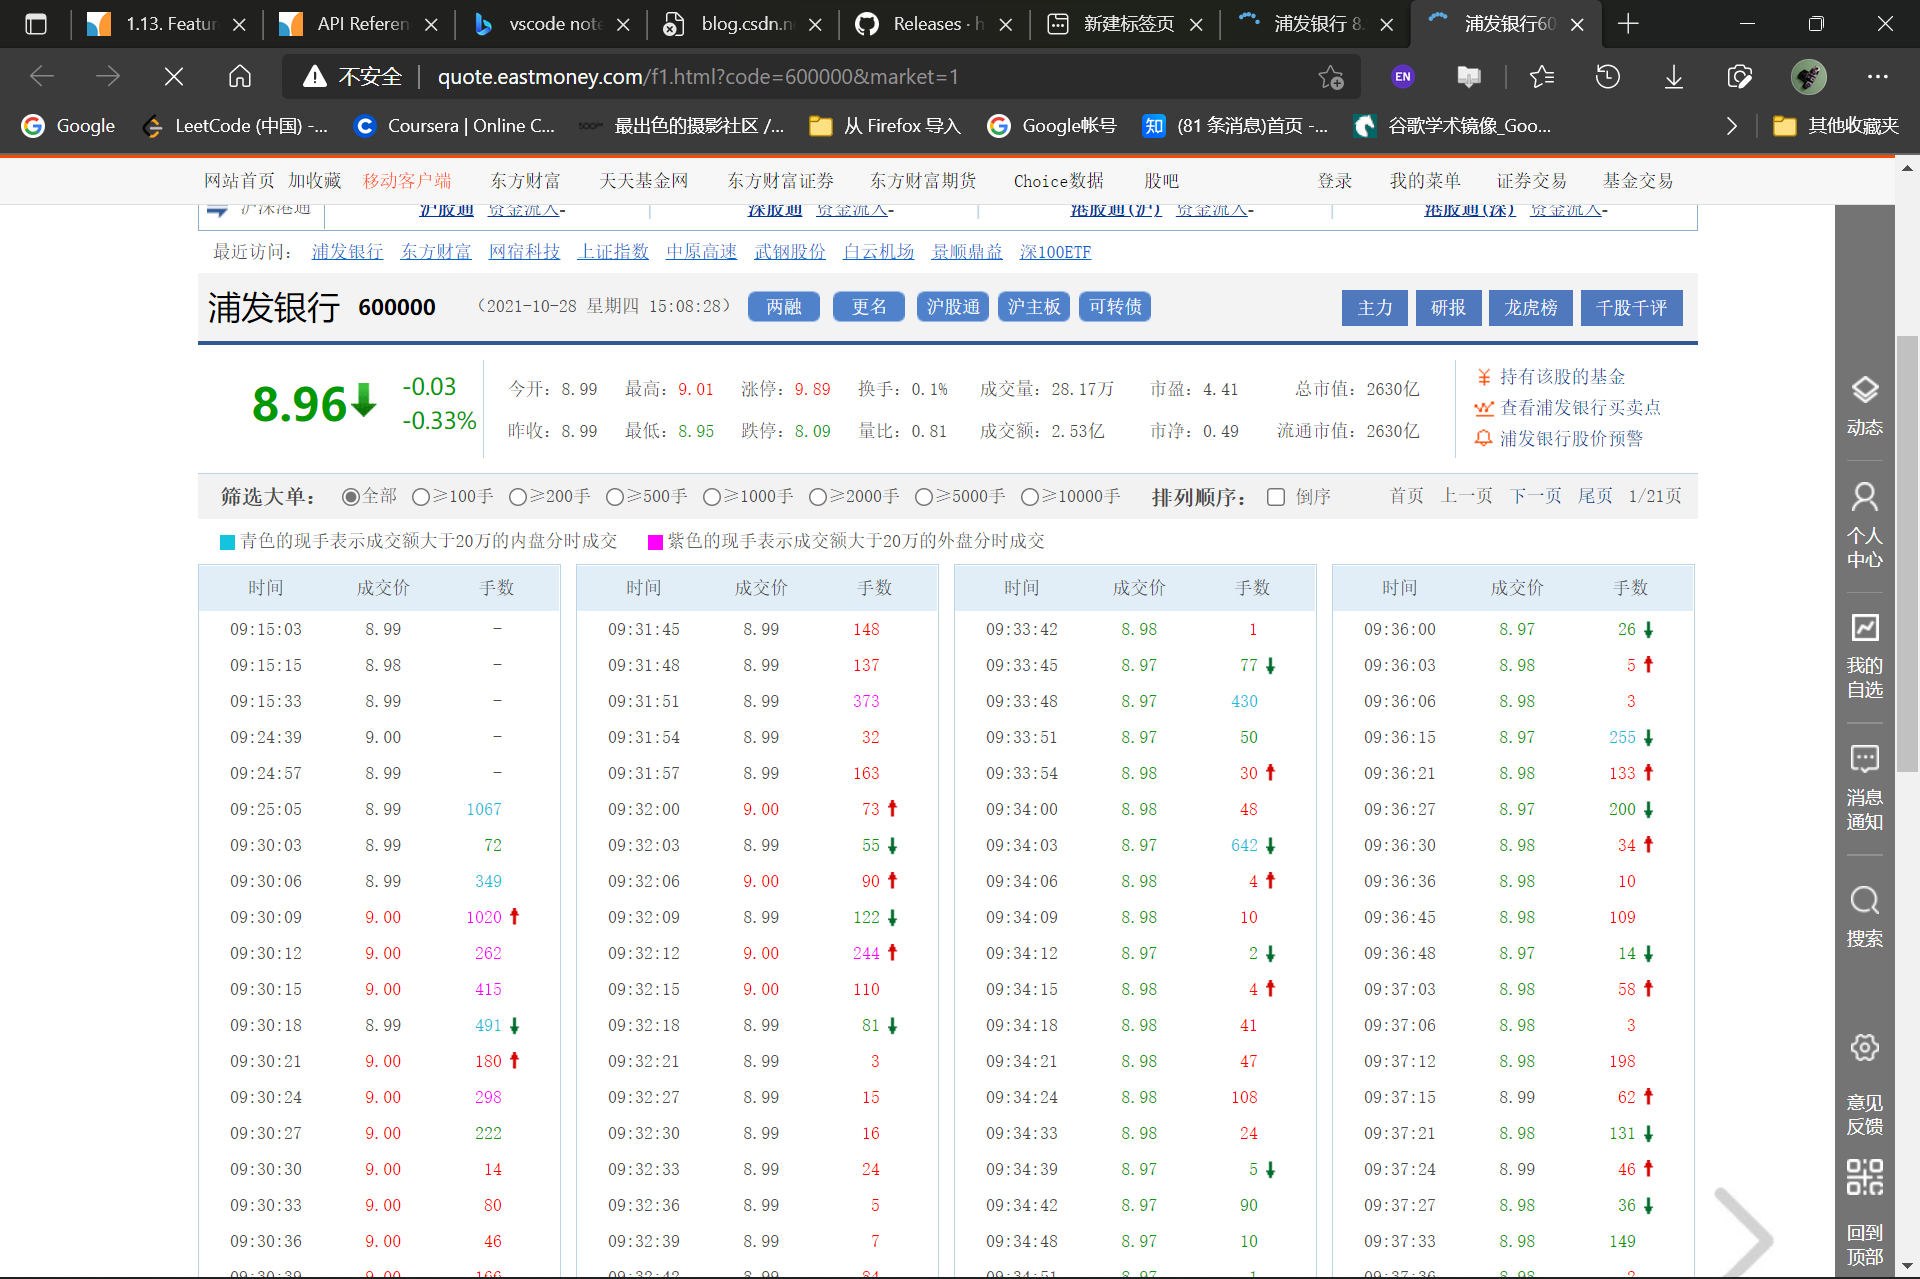 1.13. Featur
API Referen
vscode note
blog.csdn.n
Releases · h
新建标签页
浦发银行 8.
浦发银行60
不安全 quote.eastmoney.com/f1.html?code=600000&market=1
EN
Google
LeetCode (中国) -...
Coursera | Online C...
最出色的摄影社区 /...
从 Firefox 导入
Google帐号
知 (81 条消息)首页 -...
谷歌学术镜像_Goo...
其他收藏夹
网站首页 加收藏 移动客户端 东方财富 天天基金网 东方财富证券 东方财富期货 Choice数据 股吧 登录 我的菜单 证券交易 基金交易
沪深港通 沪股通 资金流入- 深股通 资金流入- 港股通(沪) 资金流入- 港股通(深) 资金流入-
最近访问： 浦发银行 东方财富 网宿科技 上证指数 中原高速 武钢股份 白云机场 景顺鼎益 深100ETF
浦发银行 600000 （2021-10-28 星期四 15:08:28） 两融 更名 沪股通 沪主板 可转债 主力 研报 龙虎榜 千股千评
8.96 -0.03
-0.33%
今开：8.99 最高：9.01 涨停：9.89 换手：0.1% 成交量：28.17万 市盈：4.41 总市值：2630亿
昨收：8.99 最低：8.95 跌停：8.09 量比：0.81 成交额：2.53亿 市净：0.49 流通市值：2630亿
¥ 持有该股的基金
查看浦发银行买卖点
浦发银行股价预警
筛选大单： 全部 ≥100手 ≥200手 ≥500手 ≥1000手 ≥2000手 ≥5000手 ≥10000手 排列顺序： 倒序 首页 上一页 下一页 尾页 1/21页
青色的现手表示成交额大于20万的内盘分时成交 紫色的现手表示成交额大于20万的外盘分时成交
时间 成交价 手数
09:15:03 8.99 -
09:15:15 8.98 -
09:15:33 8.99 -
09:24:39 9.00 -
09:24:57 8.99 -
09:25:05 8.99 1067
09:30:03 8.99 72
09:30:06 8.99 349
09:30:09 9.00 1020
09:30:12 9.00 262
09:30:15 9.00 415
09:30:18 8.99 491
09:30:21 9.00 180
09:30:24 9.00 298
09:30:27 9.00 222
09:30:30 9.00 14
09:30:33 9.00 80
09:30:36 9.00 46
09:30:39 9.00 166
时间 成交价 手数
09:31:45 8.99 148
09:31:48 8.99 137
09:31:51 8.99 373
09:31:54 8.99 32
09:31:57 8.99 163
09:32:00 9.00 73
09:32:03 8.99 55
09:32:06 9.00 90
09:32:09 8.99 122
09:32:12 9.00 244
09:32:15 9.00 110
09:32:18 8.99 81
09:32:21 8.99 3
09:32:27 8.99 15
09:32:30 8.99 16
09:32:33 8.99 24
09:32:36 8.99 5
09:32:39 8.99 7
09:32:42 8.99
时间 成交价 手数
09:33:42 8.98 1
09:33:45 8.97 77
09:33:48 8.97 430
09:33:51 8.97 50
09:33:54 8.98 30
09:34:00 8.98 48
09:34:03 8.97 642
09:34:06 8.98 4
09:34:09 8.98 10
09:34:12 8.97 2
09:34:15 8.98 4
09:34:18 8.98 41
09:34:21 8.98 47
09:34:24 8.98 108
09:34:33 8.98 24
09:34:39 8.97 5
09:34:42 8.97 90
09:34:48 8.97 10
09:34:51 8.97 1
时间 成交价 手数
09:36:00 8.97 26
09:36:03 8.98 5
09:36:06 8.98 3
09:36:15 8.97 255
09:36:21 8.98 133
09:36:27 8.97 200
09:36:30 8.98 34
09:36:36 8.98 10
09:36:45 8.98 109
09:36:48 8.97 14
09:37:03 8.98 58
09:37:06 8.98 3
09:37:12 8.98 198
09:37:15 8.99 62
09:37:21 8.98 131
09:37:24 8.99 46
09:37:27 8.98 36
09:37:33 8.98 149
09:37:36 8.98
动态
个人
中心
我的
自选
消息
通知
搜索
意见
反馈
回到
顶部